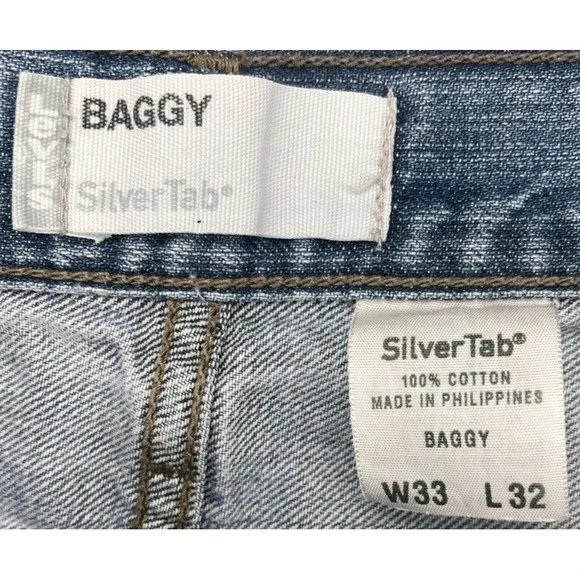 LEVI'S
BAGGY
SilverTab®
SilverTab®
100% COTTON
MADE IN PHILIPPINES
BAGGY
W33 L32